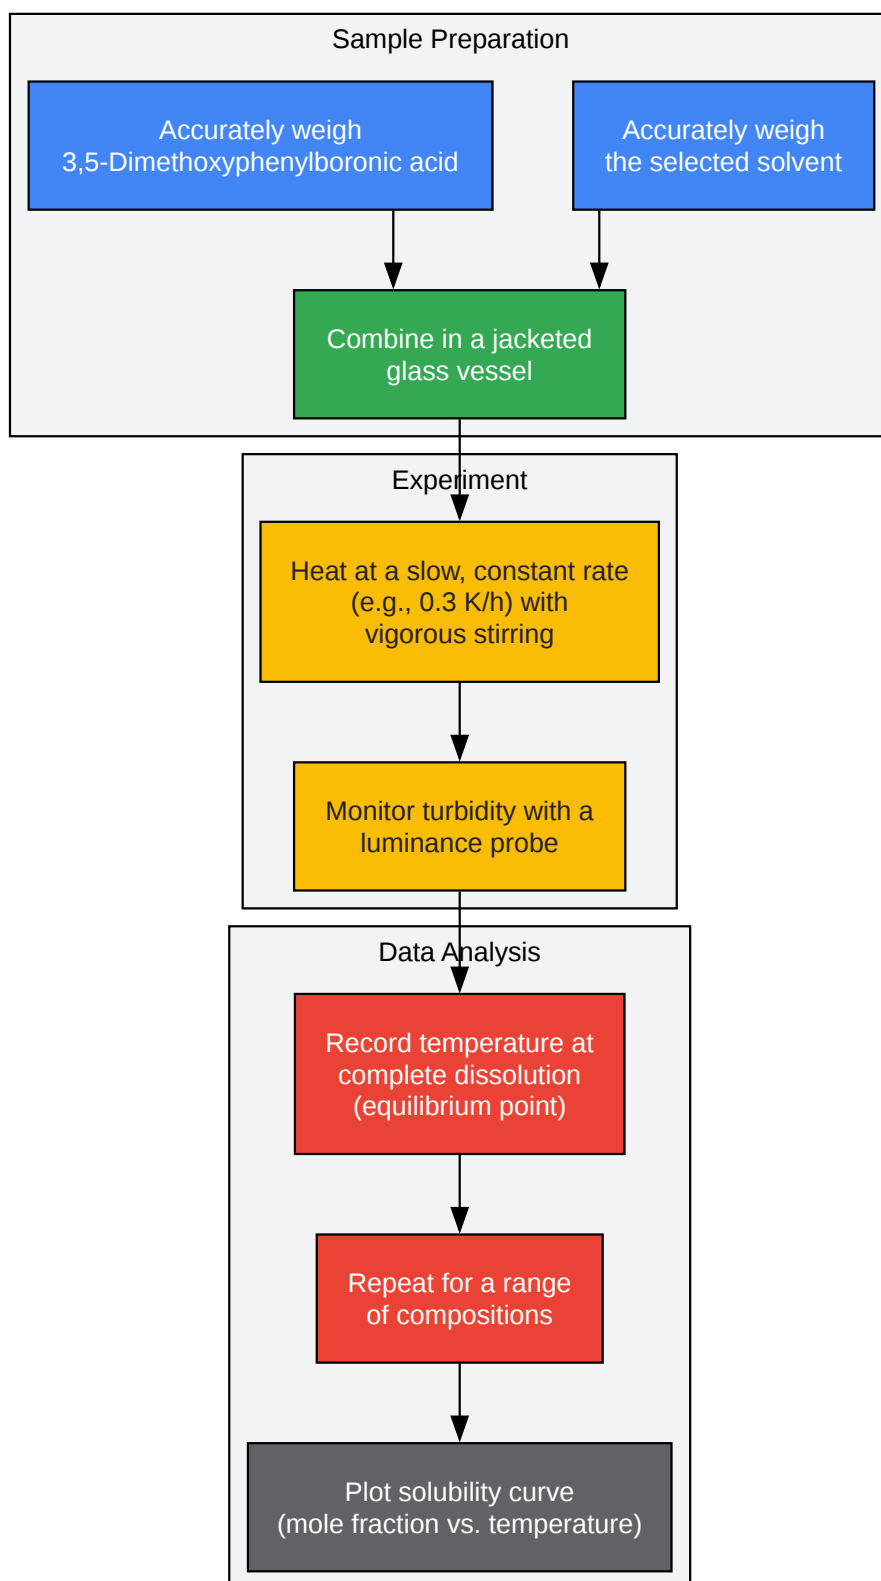 Sample Preparation
Accurately weigh
3,5-Dimethoxyphenylboronic acid
Accurately weigh
the selected solvent
Combine in a jacketed
glass vessel
Experiment
Heat at a slow, constant rate
(e.g., 0.3 K/h) with
vigorous stirring
Monitor turbidity with a
luminance probe
Data Analysis
Record temperature at
complete dissolution
(equilibrium point)
Repeat for a range
of compositions
Plot solubility curve
(mole fraction vs. temperature)